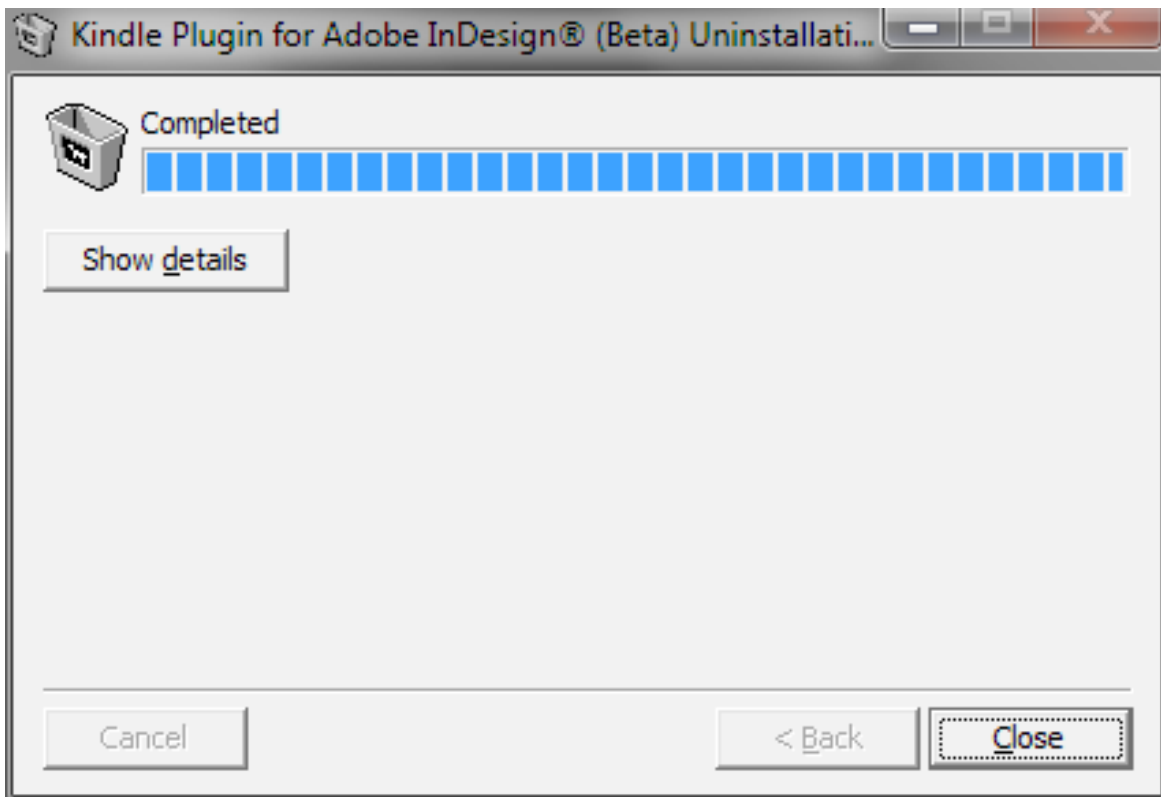 Kindle Plugin for Adobe InDesign® (Beta) Uninstallati...
Completed
Show details
Cancel
< Back
Close